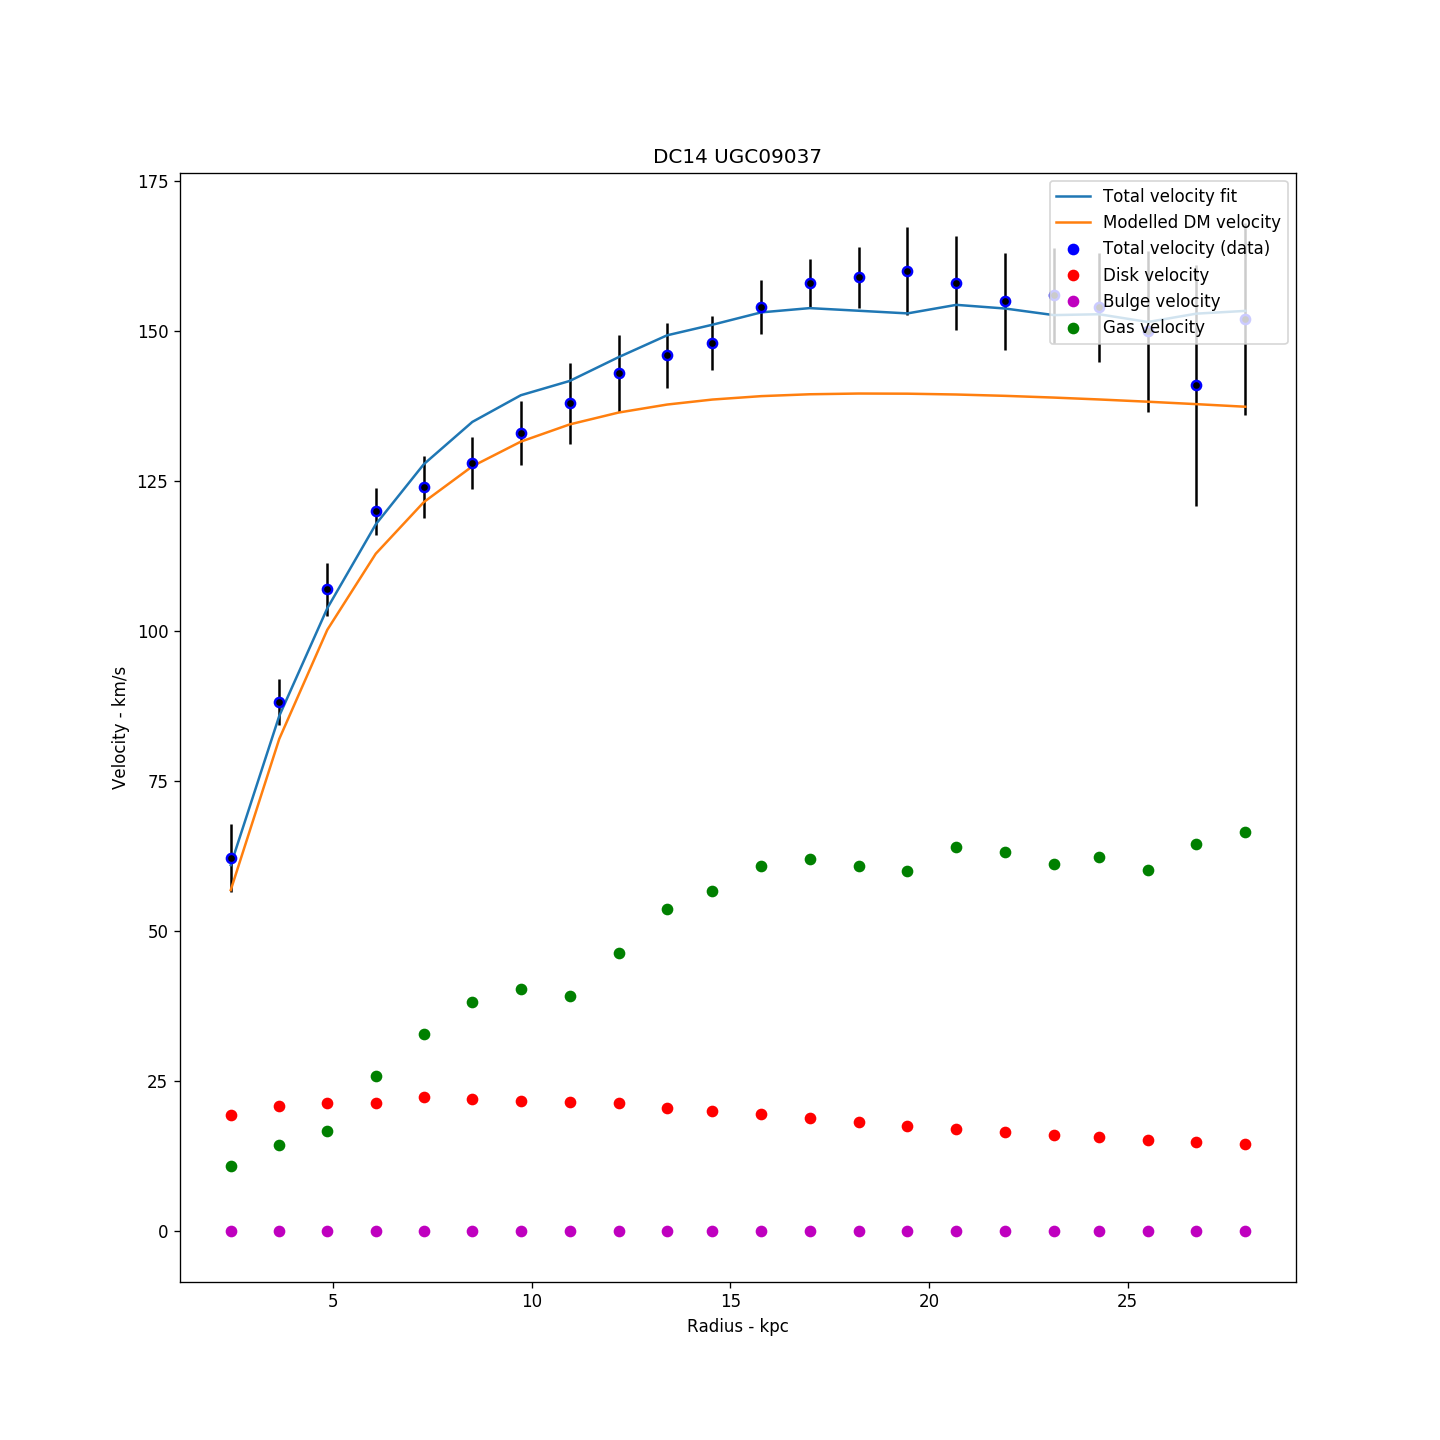 DC14 UGC09037
175
150
125
100
75
50
25
0
Velocity - km/s
Total velocity fit
Modelled DM velocity
Total velocity (data)
Disk velocity
Bulge velocity
Gas velocity
5 10 15 20 25
Radius - kpc